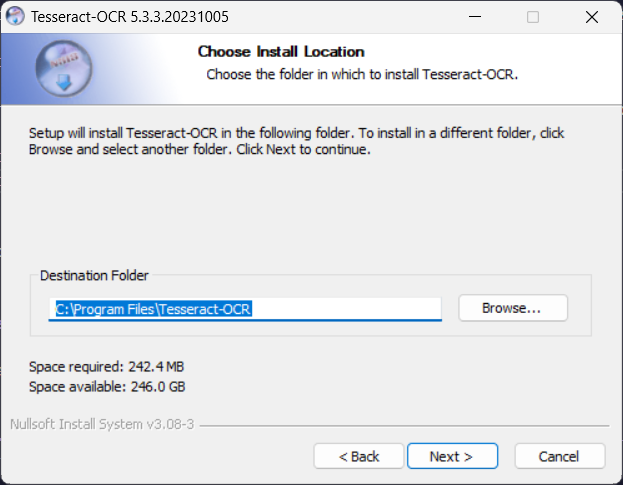 Tesseract-OCR 5.3.3.20231005
Choose Install Location
Choose the folder in which to install Tesseract-OCR.
Setup will install Tesseract-OCR in the following folder. To install in a different folder, click
Browse and select another folder. Click Next to continue.
Destination Folder
C:\Program Files\Tesseract-OCR
Browse...
Space required: 242.4 MB
Space available: 246.0 GB
Nullsoft Install System v3.08-3
< Back
Next >
Cancel